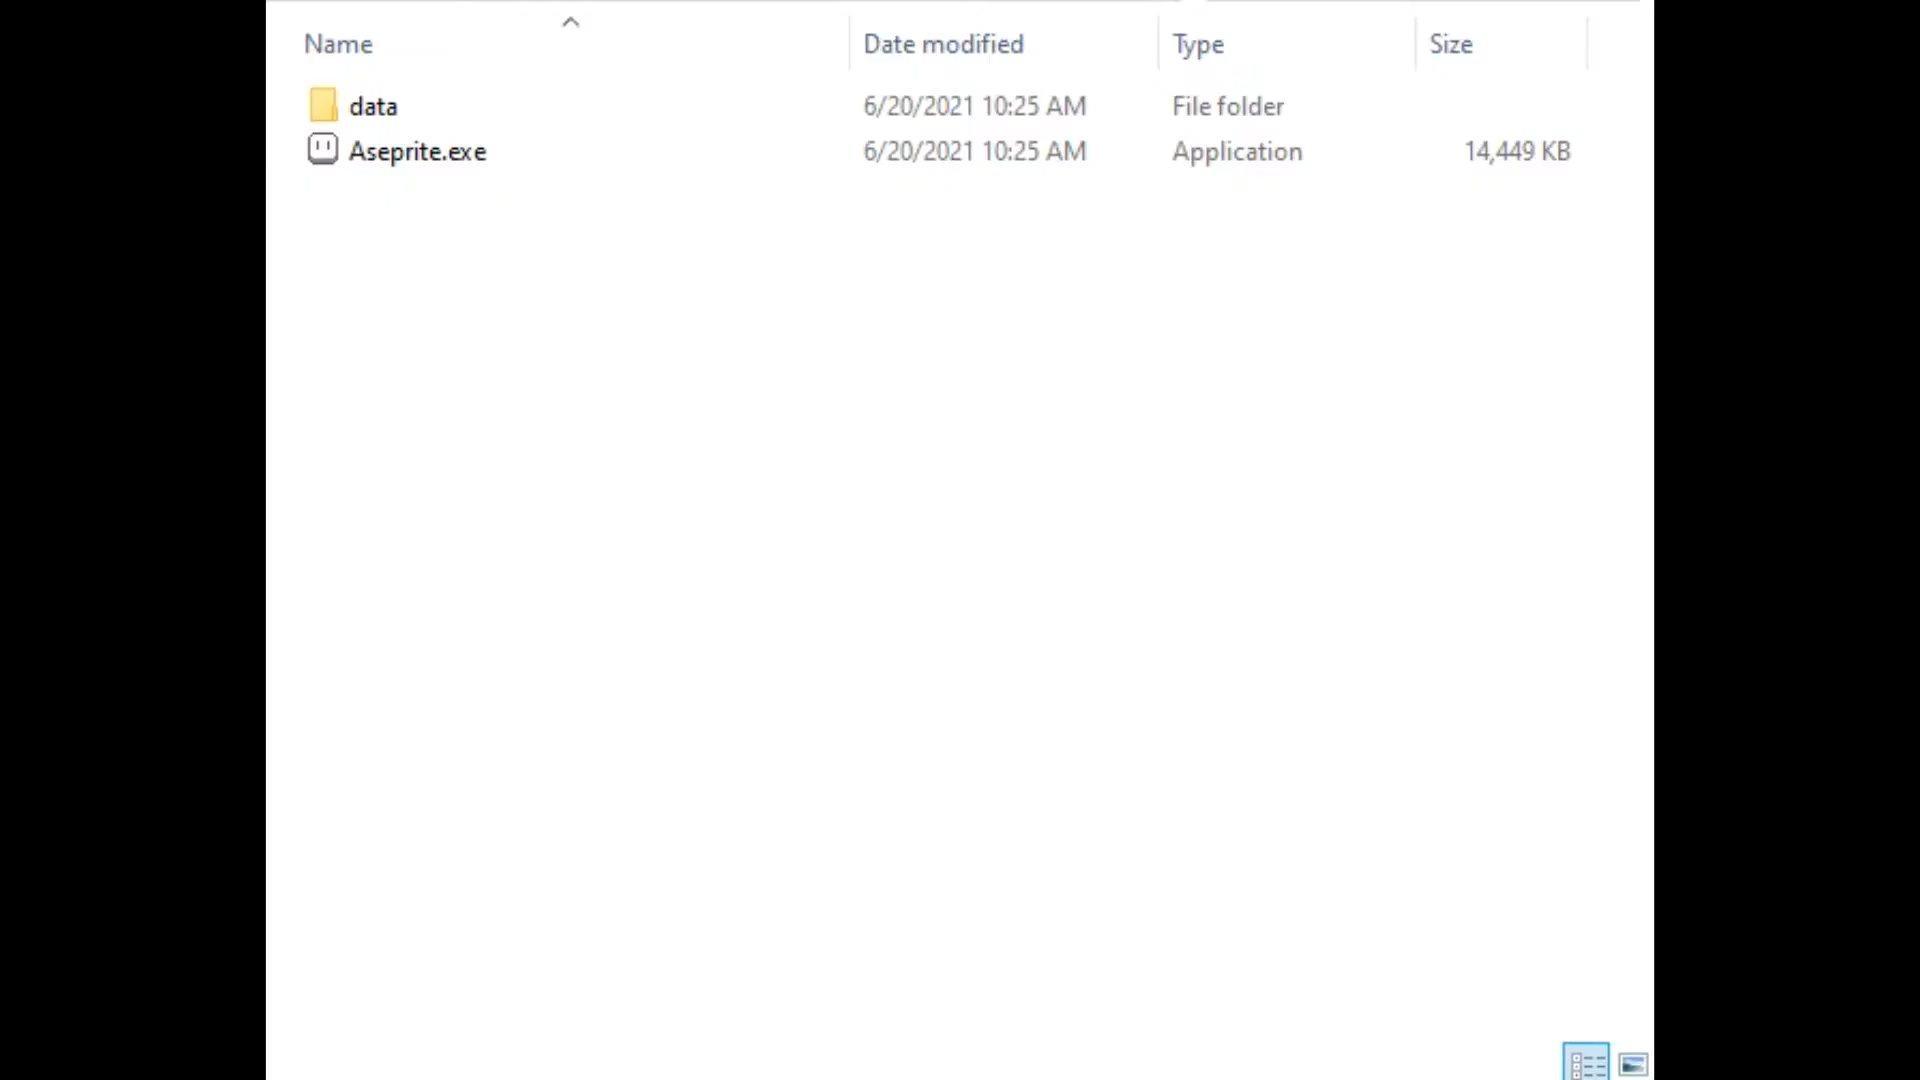 Name Date modified Type Size
data 6/20/2021 10:25 AM File folder
Aseprite.exe 6/20/2021 10:25 AM Application 14,449 KB